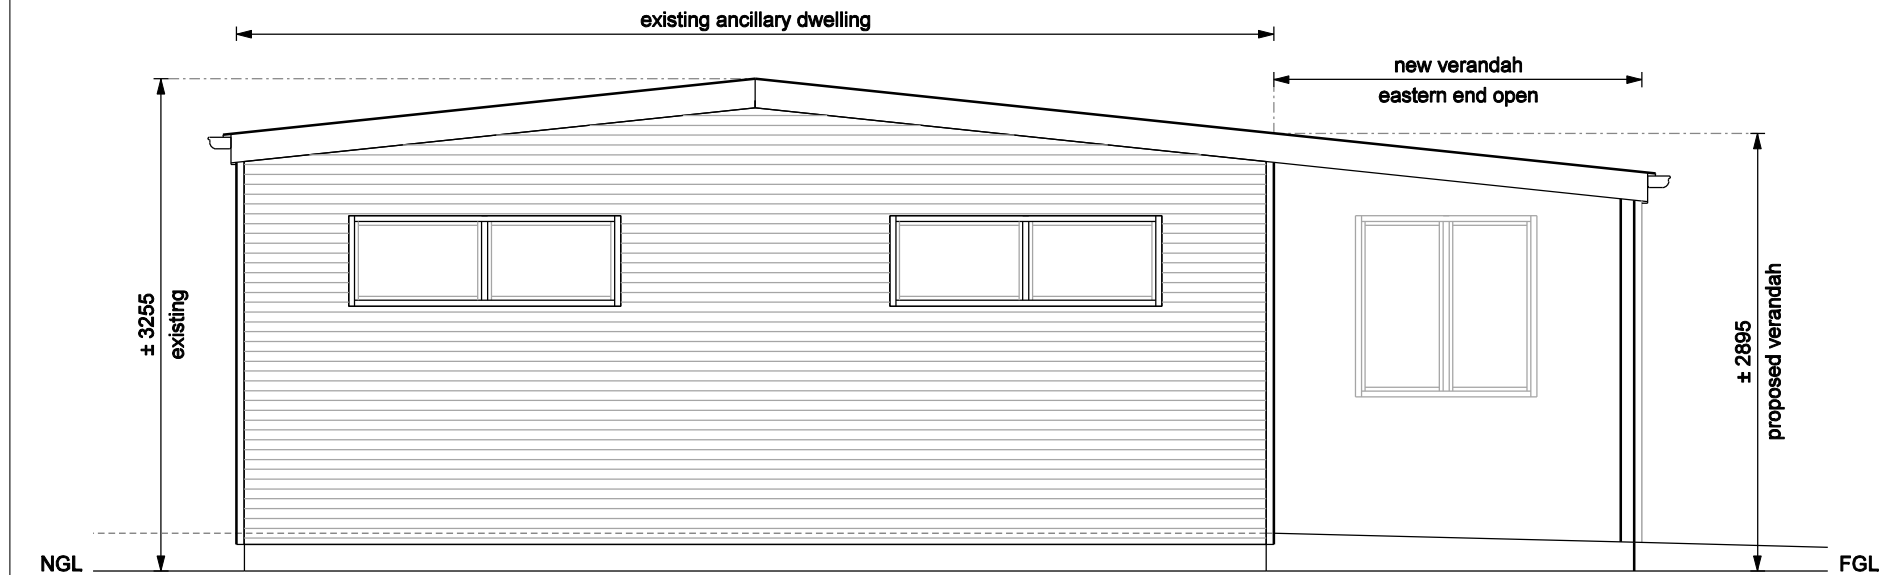 existing ancillary dwelling
new verandah
eastern end open
± 3255
existing
± 2895
proposed verandah
NGL
FGL